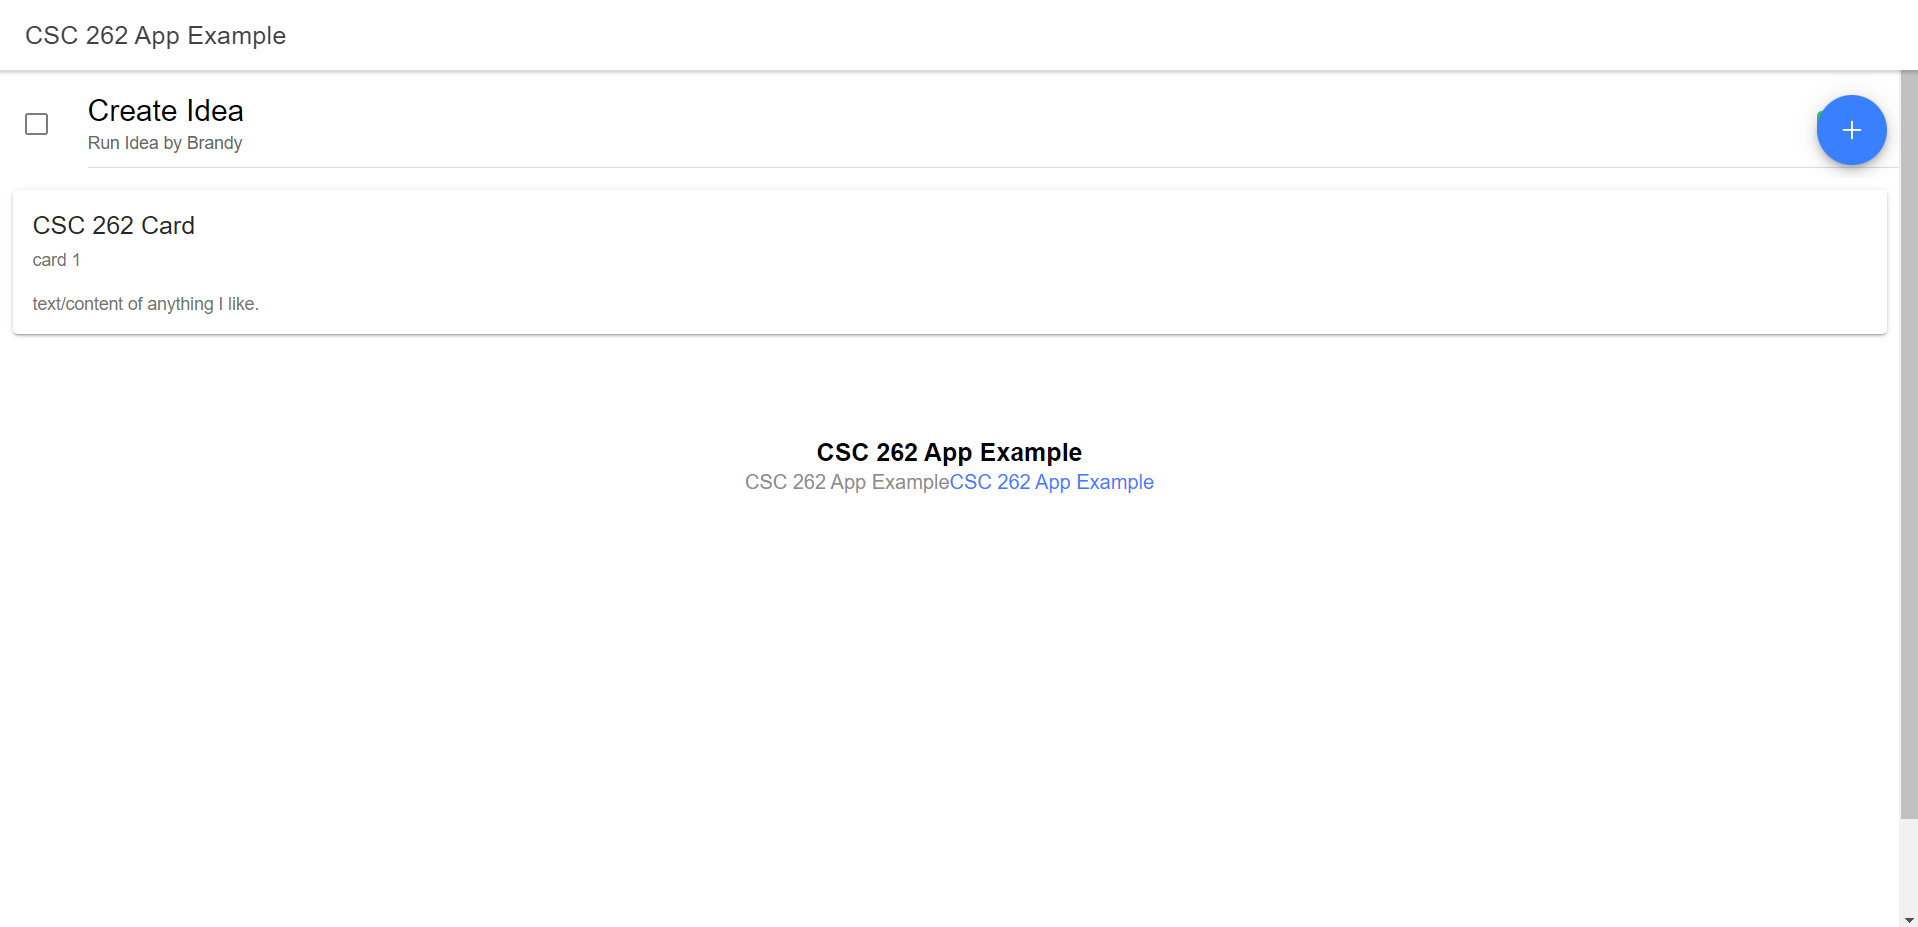 CSC 262 App Example
Create Idea
Run Idea by Brandy
CSC 262 Card
card 1
text/content of anything I like.
CSC 262 App Example
CSC 262 App ExampleCSC 262 App Example